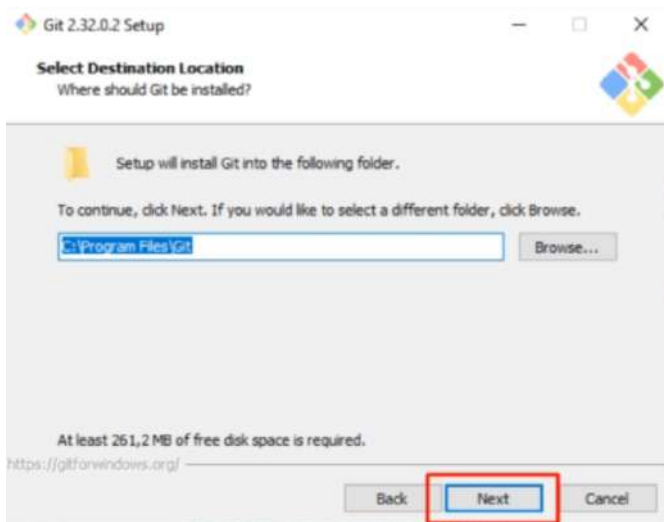 Git 2.32.0.2 Setup
Select Destination Location
Where should Git be installed?
Setup will install Git into the following folder.
To continue, click Next. If you would like to select a different folder, click Browse.
C:\Program Files\Git
Browse...
At least 261,2 MB of free disk space is required.
https://gitforwindows.org/
Back
Next
Cancel